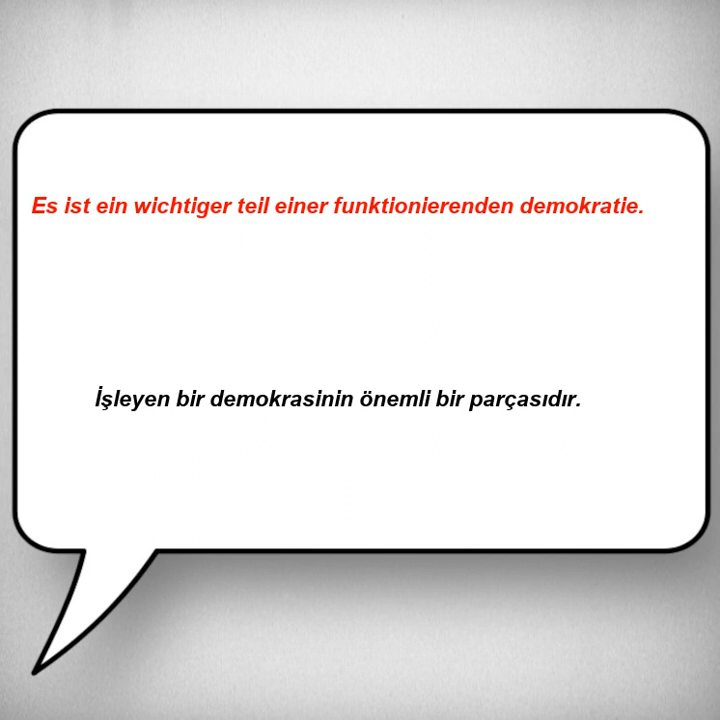 Es ist ein wichtiger teil einer funktionierenden demokratie.
İşleyen bir demokrasinin önemli bir parçasıdır.